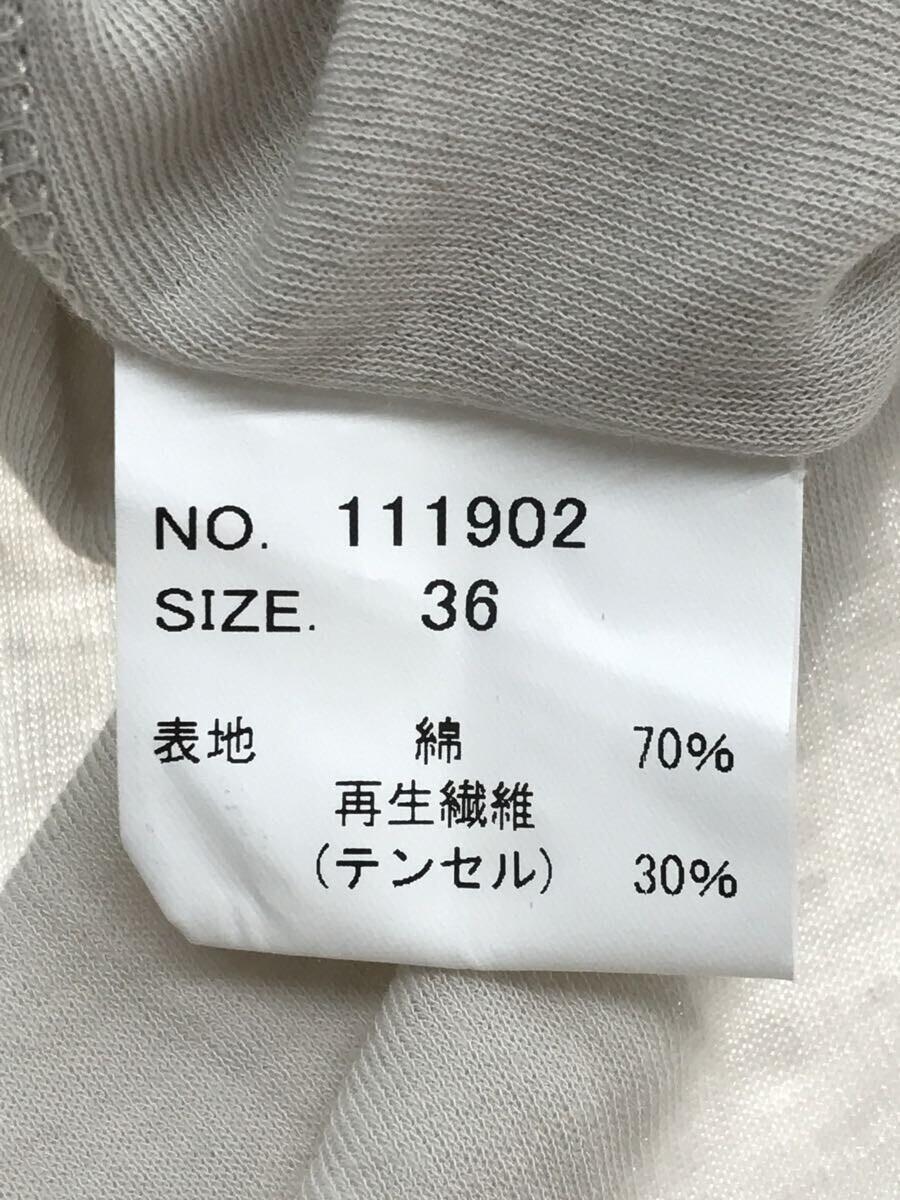 NO. 111902
SIZE. 36
表地 綿 70%
再生繊維
(テンセル) 30%